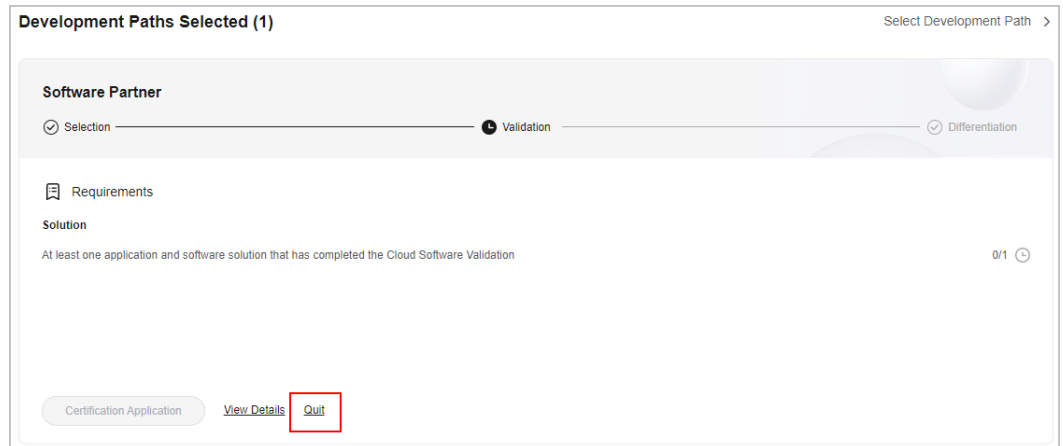 Development Paths Selected (1)
Select Development Path
Software Partner
Selection
Validation
Differentiation
Requirements
Solution
At least one application and software solution that has completed the Cloud Software Validation
0/1
Certification Application
View Details
Quit